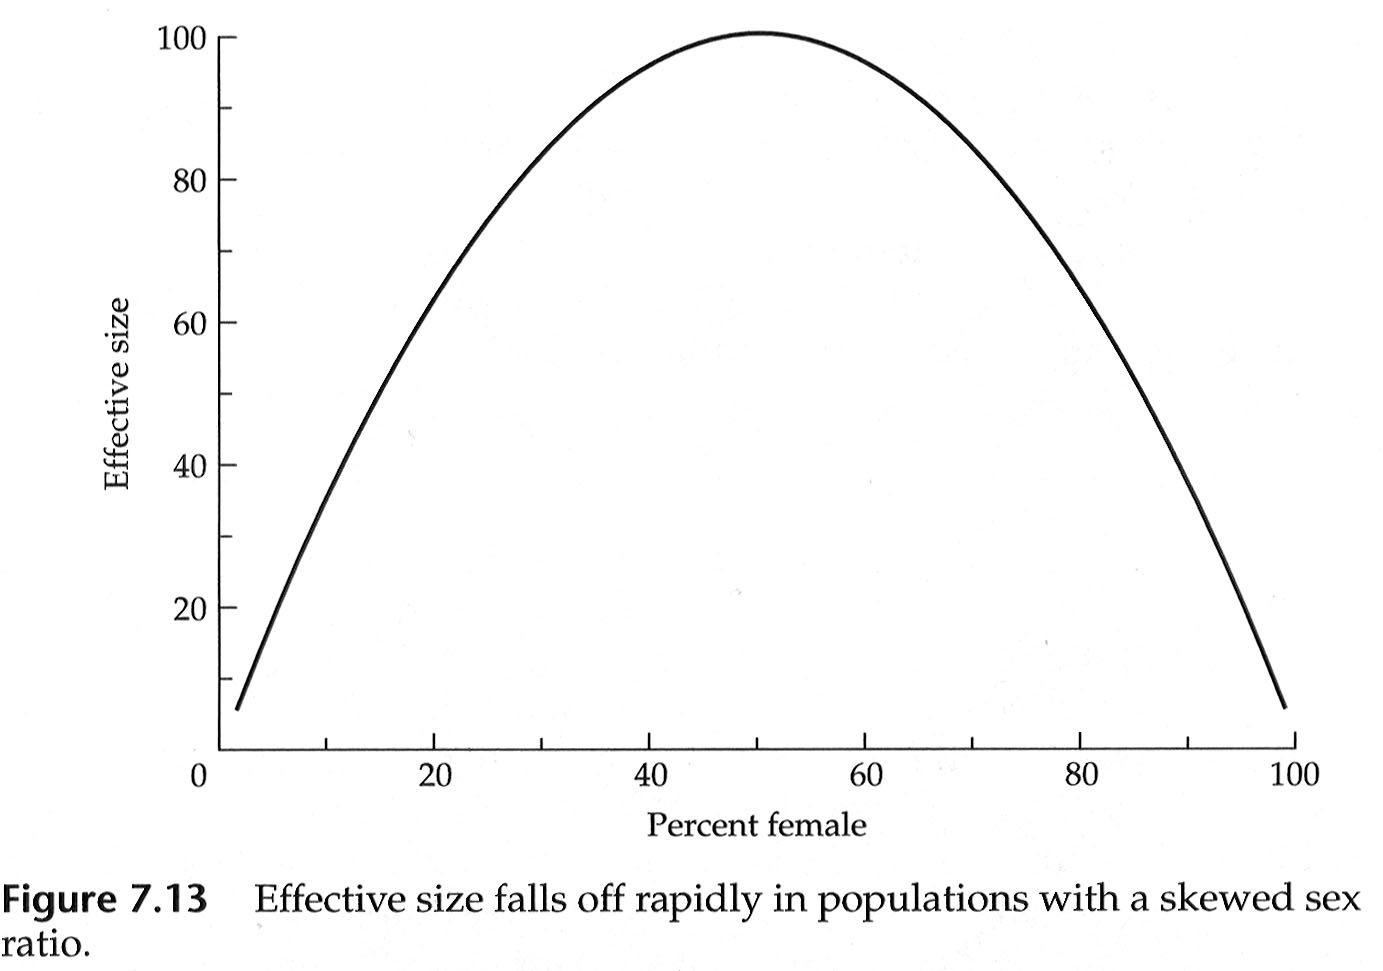 100
80
60
40
20
0
Effective size
20
40
60
80
100
Percent female
Figure 7.13 Effective size falls off rapidly in populations with a skewed sex
ratio.